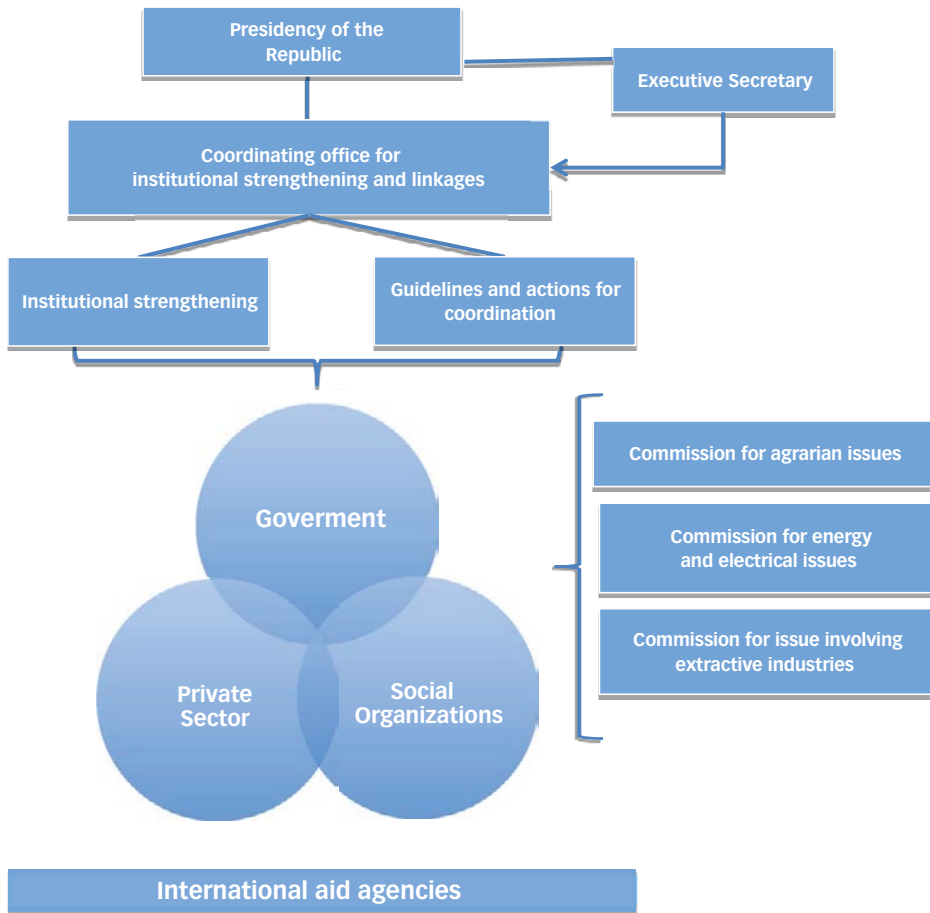 Presidency of the
Republic
Executive Secretary
Coordinating office for
institutional strengthening and linkages
Institutional strengthening
Guidelines and actions for
coordination
Goverment
Private
Sector
Social
Organizations
Commission for agrarian issues
Commission for energy
and electrical issues
Commission for issue involving
extractive industries
International aid agencies